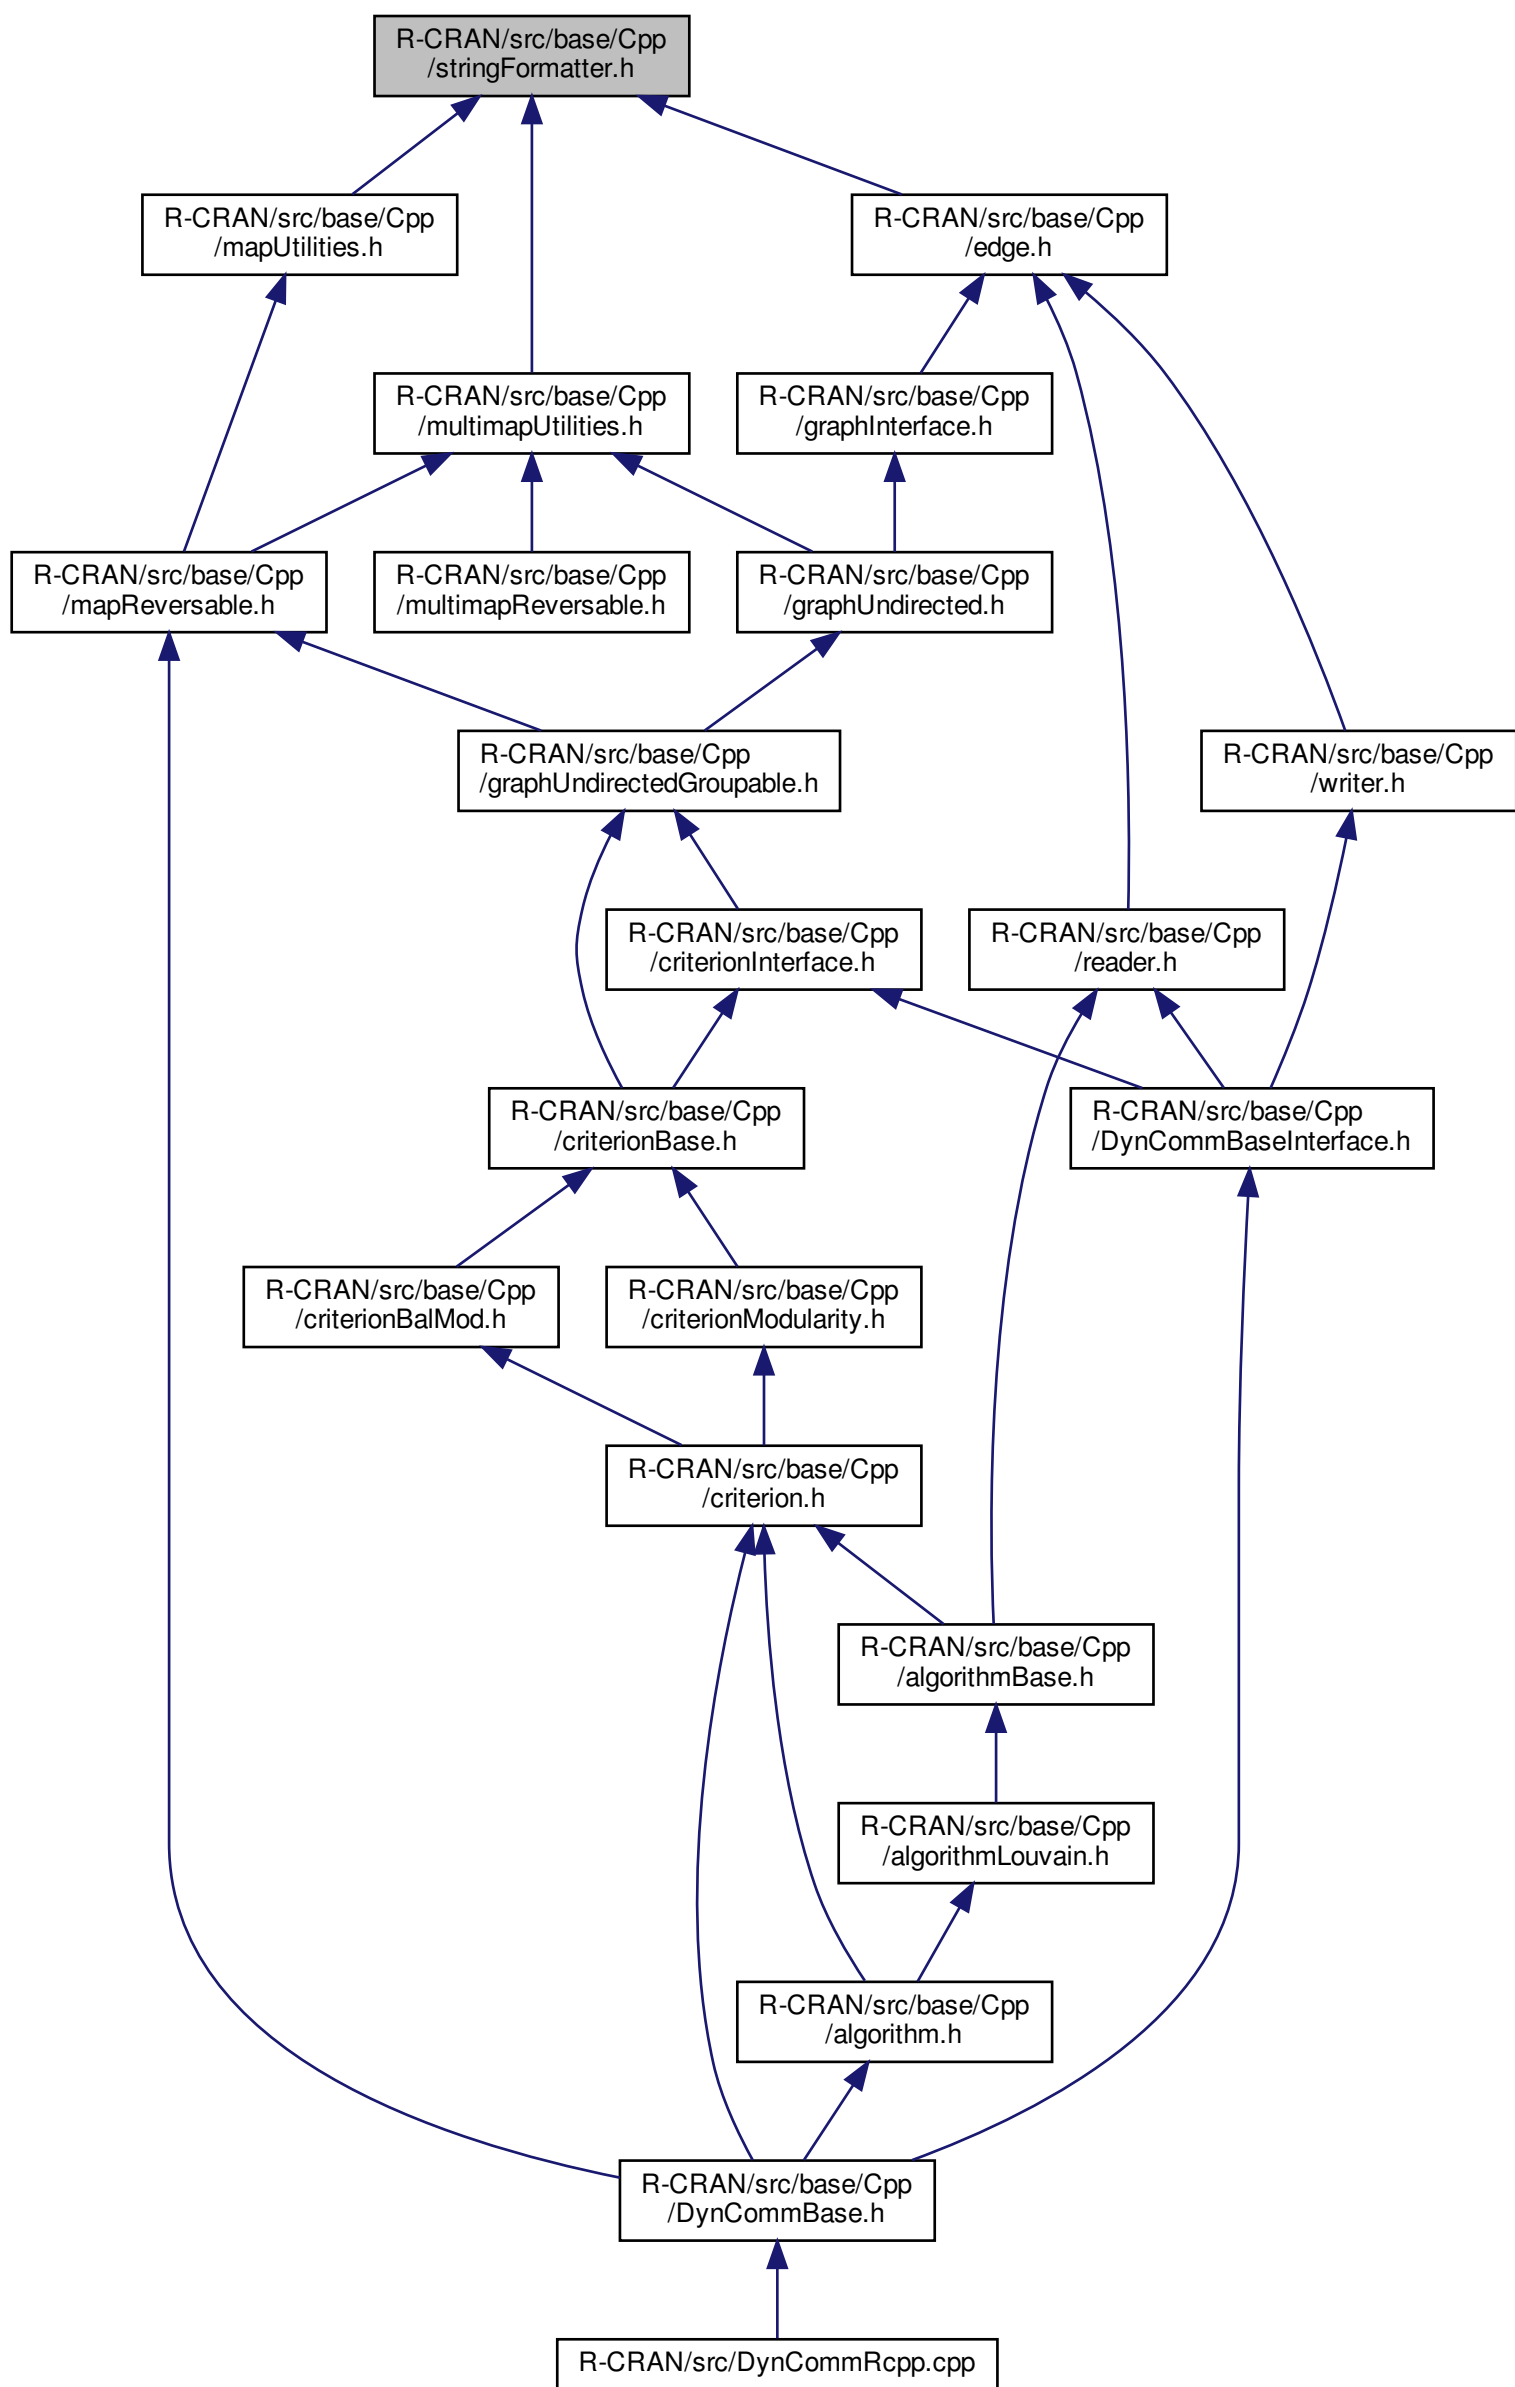 R-CRAN/src/base/Cpp
/stringFormatter.h
R-CRAN/src/base/Cpp
/mapUtilities.h
R-CRAN/src/base/Cpp
/edge.h
R-CRAN/src/base/Cpp
/multimapUtilities.h
R-CRAN/src/base/Cpp
/graphInterface.h
R-CRAN/src/base/Cpp
/mapReversable.h
R-CRAN/src/base/Cpp
/multimapReversable.h
R-CRAN/src/base/Cpp
/graphUndirected.h
R-CRAN/src/base/Cpp
/graphUndirectedGroupable.h
R-CRAN/src/base/Cpp
/writer.h
R-CRAN/src/base/Cpp
/criterionInterface.h
R-CRAN/src/base/Cpp
/reader.h
R-CRAN/src/base/Cpp
/criterionBase.h
R-CRAN/src/base/Cpp
/DynCommBaseInterface.h
R-CRAN/src/base/Cpp
/criterionBalMod.h
R-CRAN/src/base/Cpp
/criterionModularity.h
R-CRAN/src/base/Cpp
/criterion.h
R-CRAN/src/base/Cpp
/algorithmBase.h
R-CRAN/src/base/Cpp
/algorithmLouvain.h
R-CRAN/src/base/Cpp
/algorithm.h
R-CRAN/src/base/Cpp
/DynCommBase.h
R-CRAN/src/DynCommRcpp.cpp